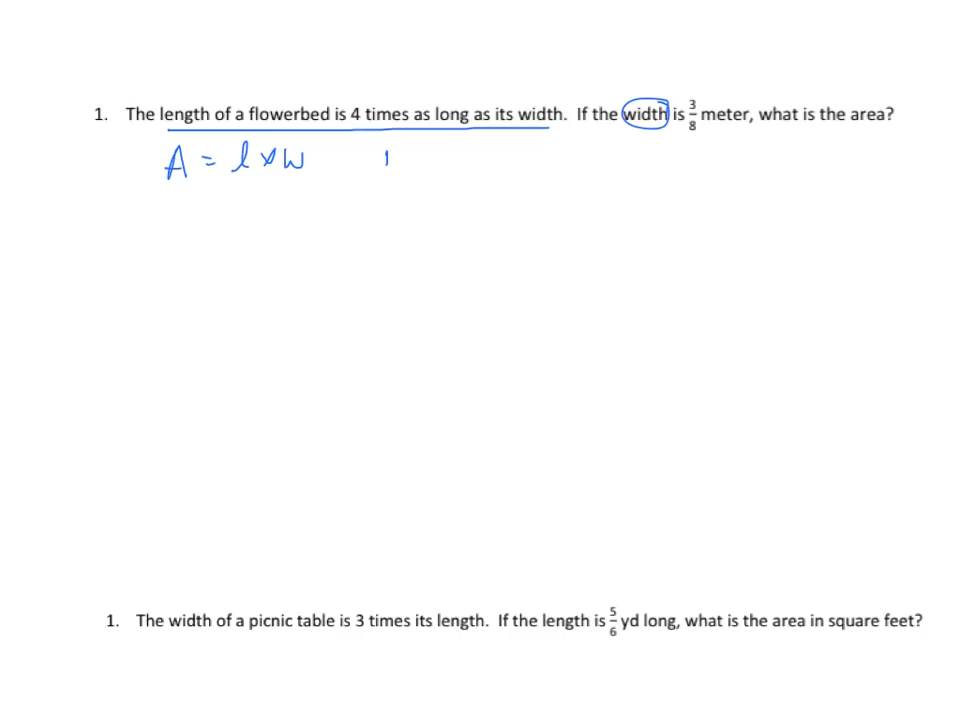 1. The length of a flowerbed is 4 times as long as its width. If the width is 3/8 meter, what is the area?
A = l x w
1. The width of a picnic table is 3 times its length. If the length is 5/6 yd long, what is the area in square feet?